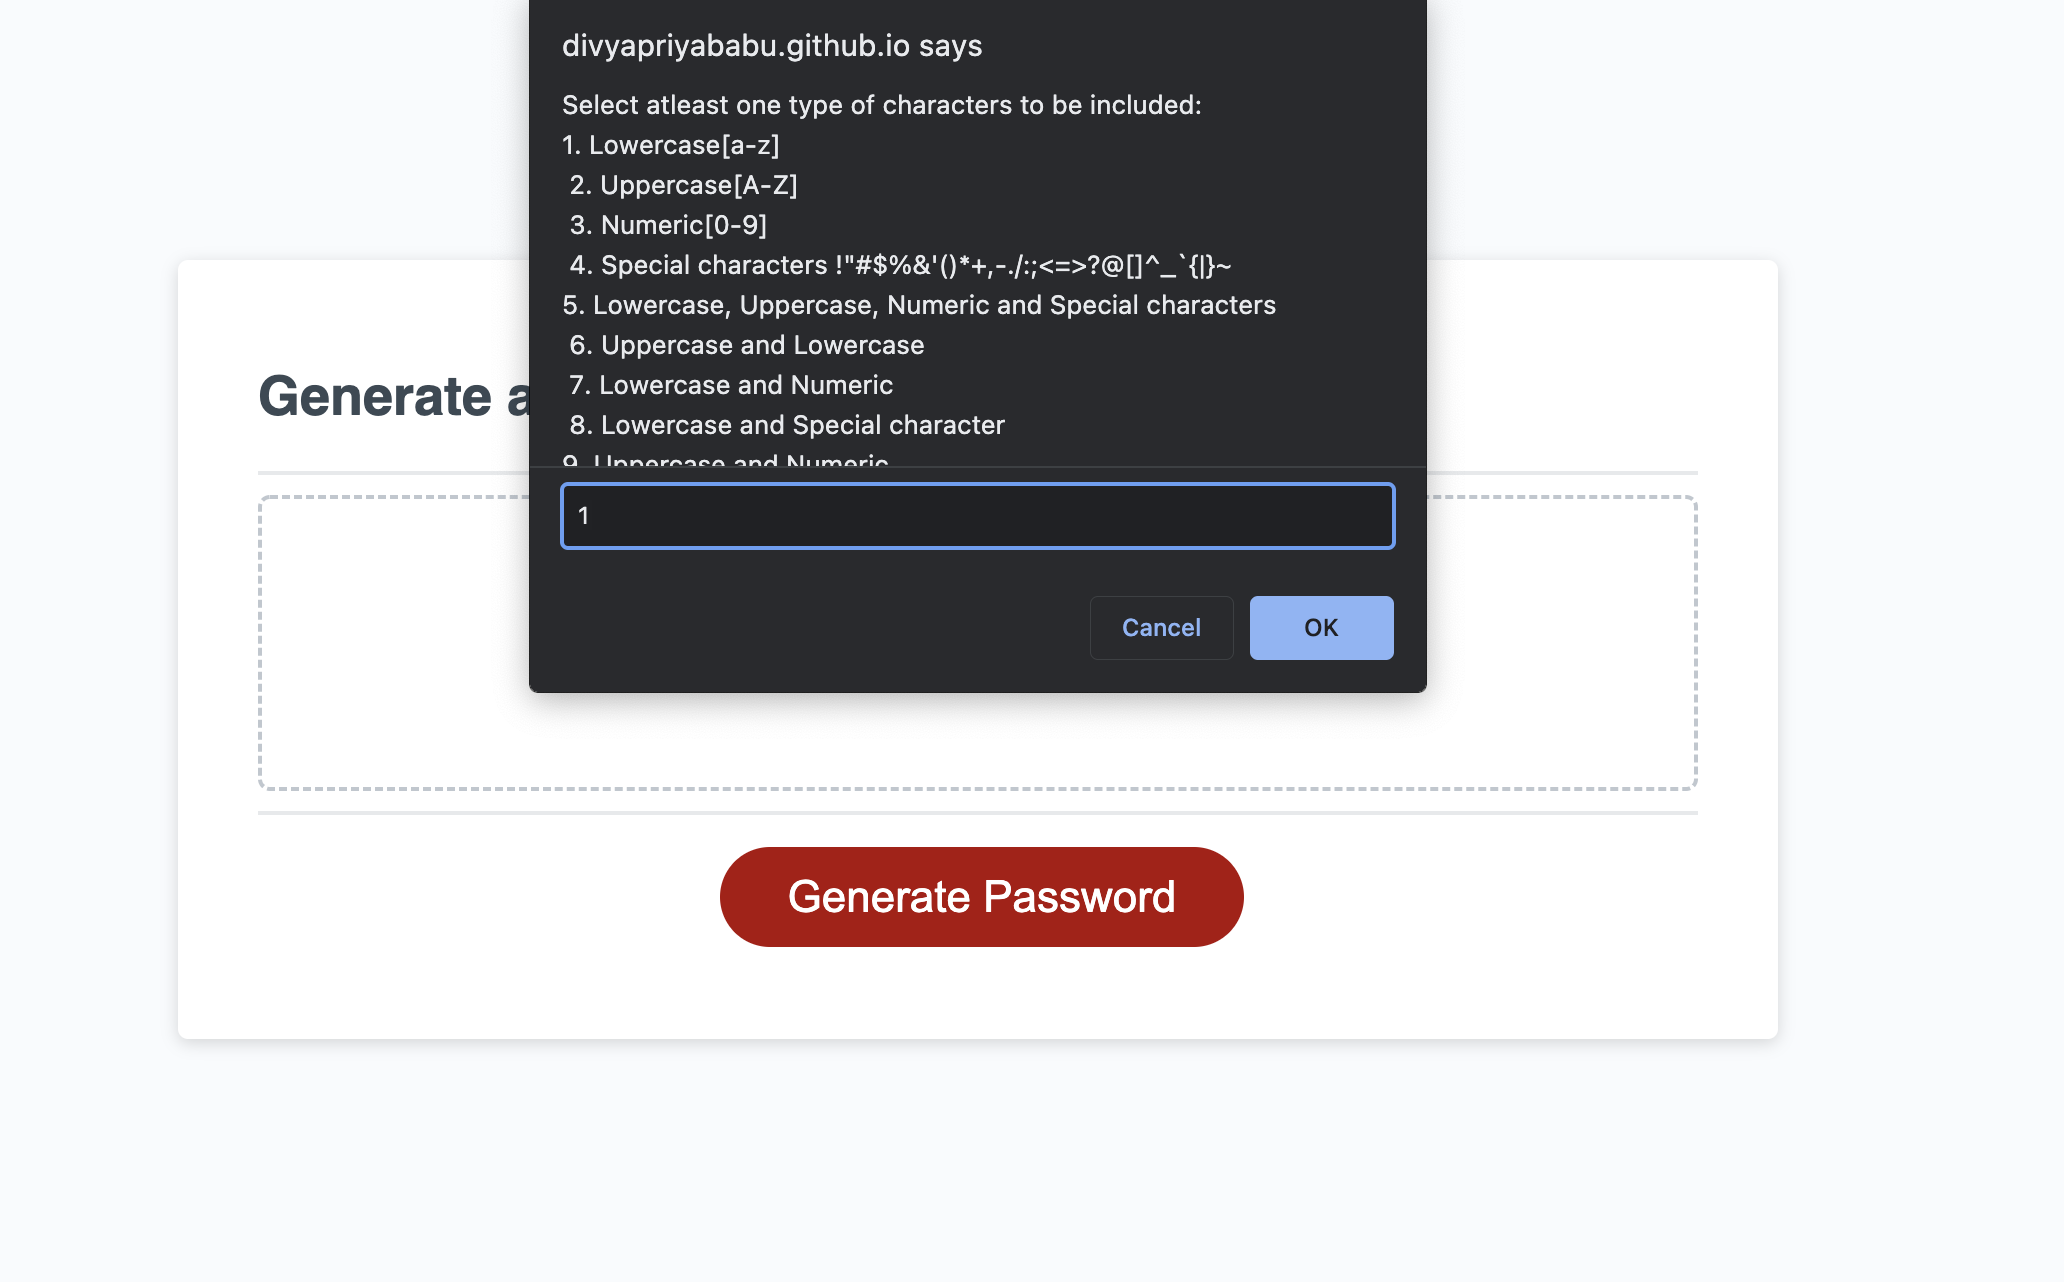 divyapriyababu.github.io says
Select atleast one type of characters to be included:
1. Lowercase[a-z]
2. Uppercase[A-Z]
3. Numeric[0-9]
4. Special characters !"#$%&'()*+,-./:;<=>?@[]^_`{|}~
5. Lowercase, Uppercase, Numeric and Special characters
6. Uppercase and Lowercase
7. Lowercase and Numeric
8. Lowercase and Special character
9. Uppercase and Numeric
Generate a
1
Cancel OK
Generate Password